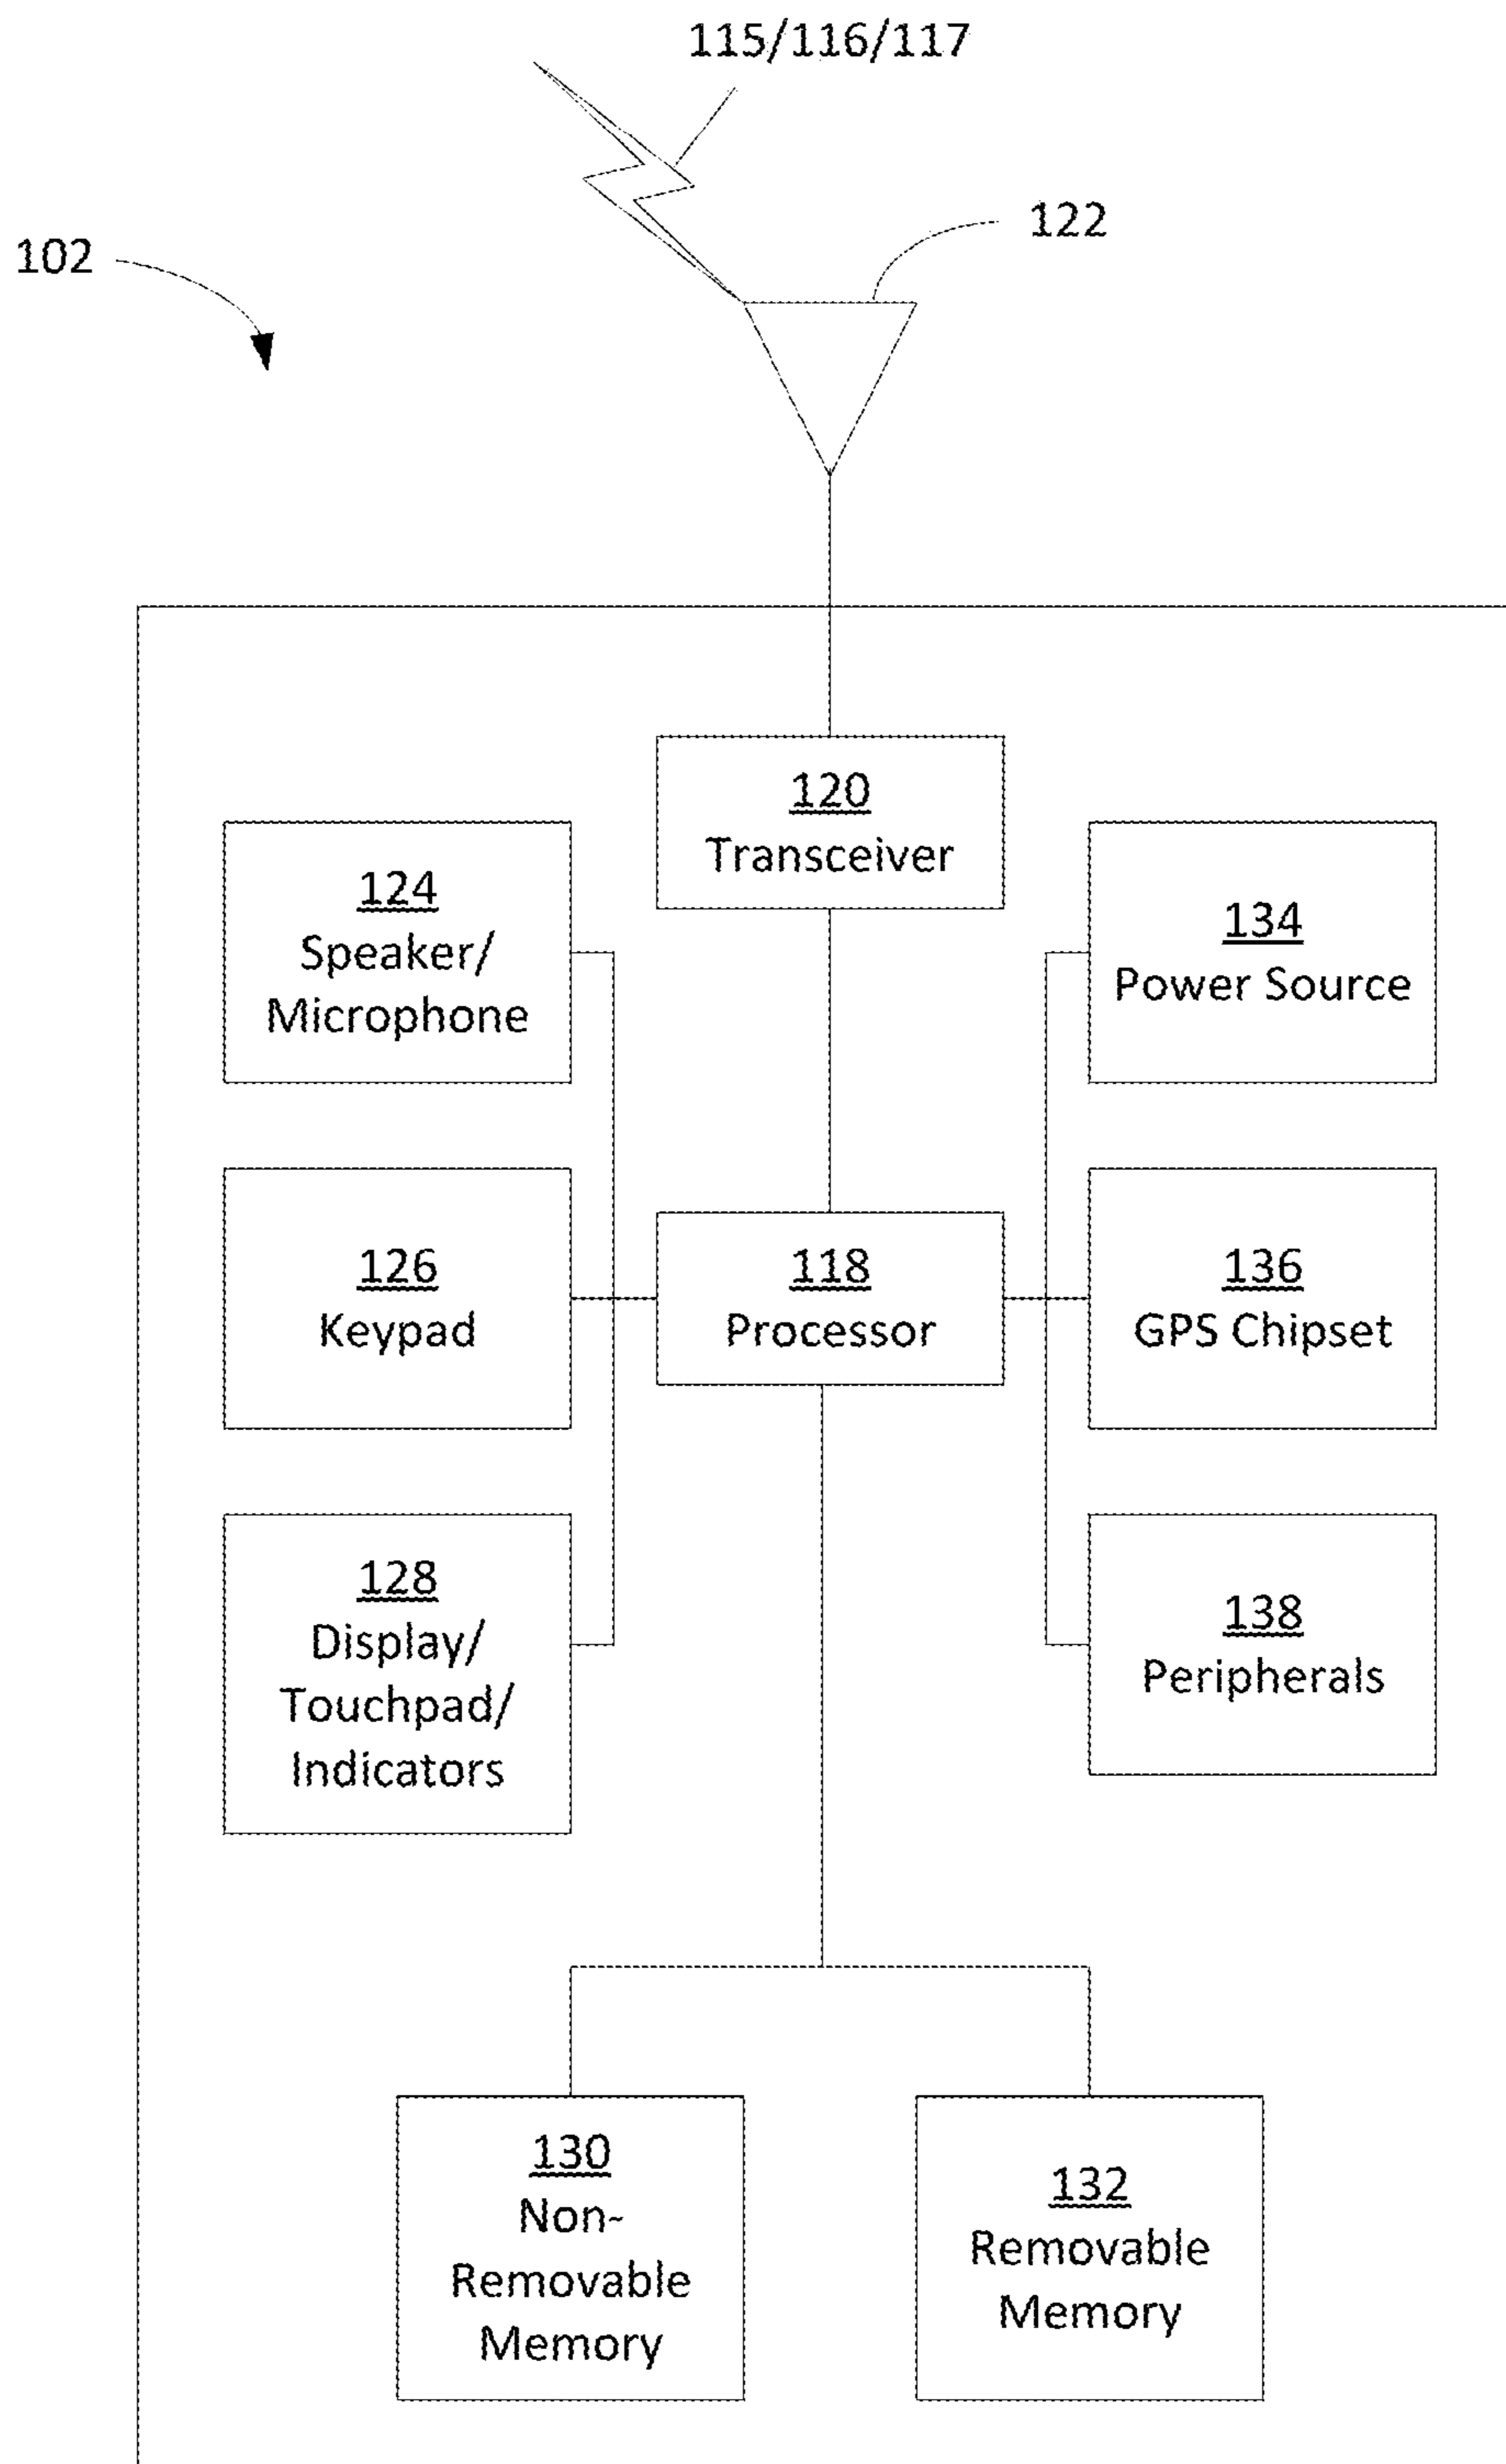 115/116/117
122
102
120
Transceiver
124
Speaker/
Microphone
134
Power Source
126
Keypad
118
Processor
136
GPS Chipset
128
Display/
Touchpad/
Indicators
138
Peripherals
130
Non-
Removable
Memory
132
Removable
Memory